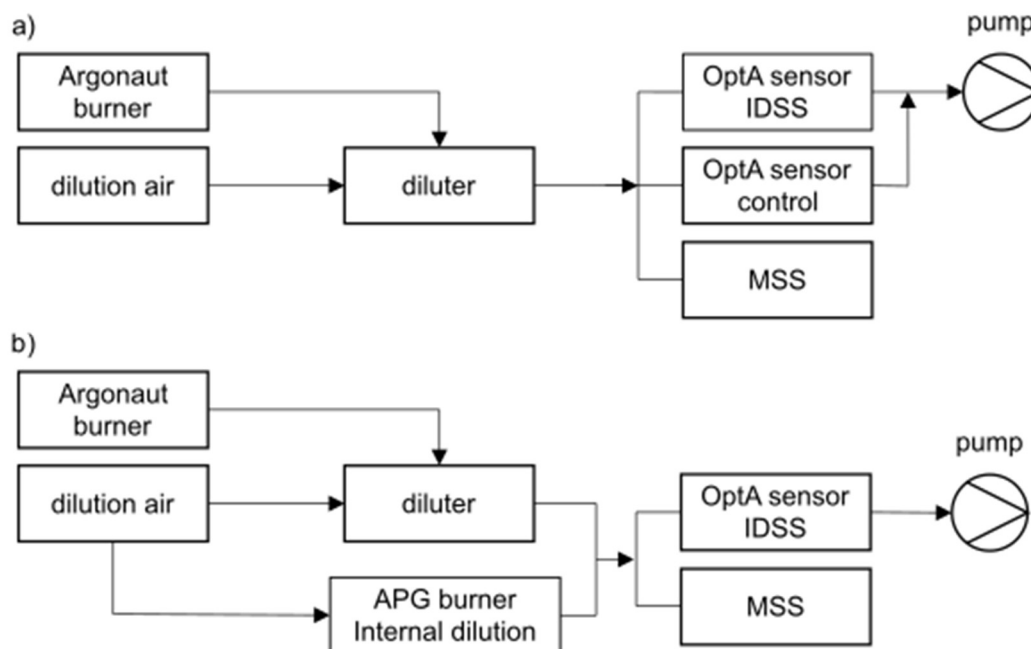 a)
pump
Argonaut
burner
OptA sensor
IDSS
dilution air
diluter
OptA sensor
control
MSS
b)
Argonaut
burner
pump
dilution air
diluter
OptA sensor
IDSS
APG burner
Internal dilution
MSS